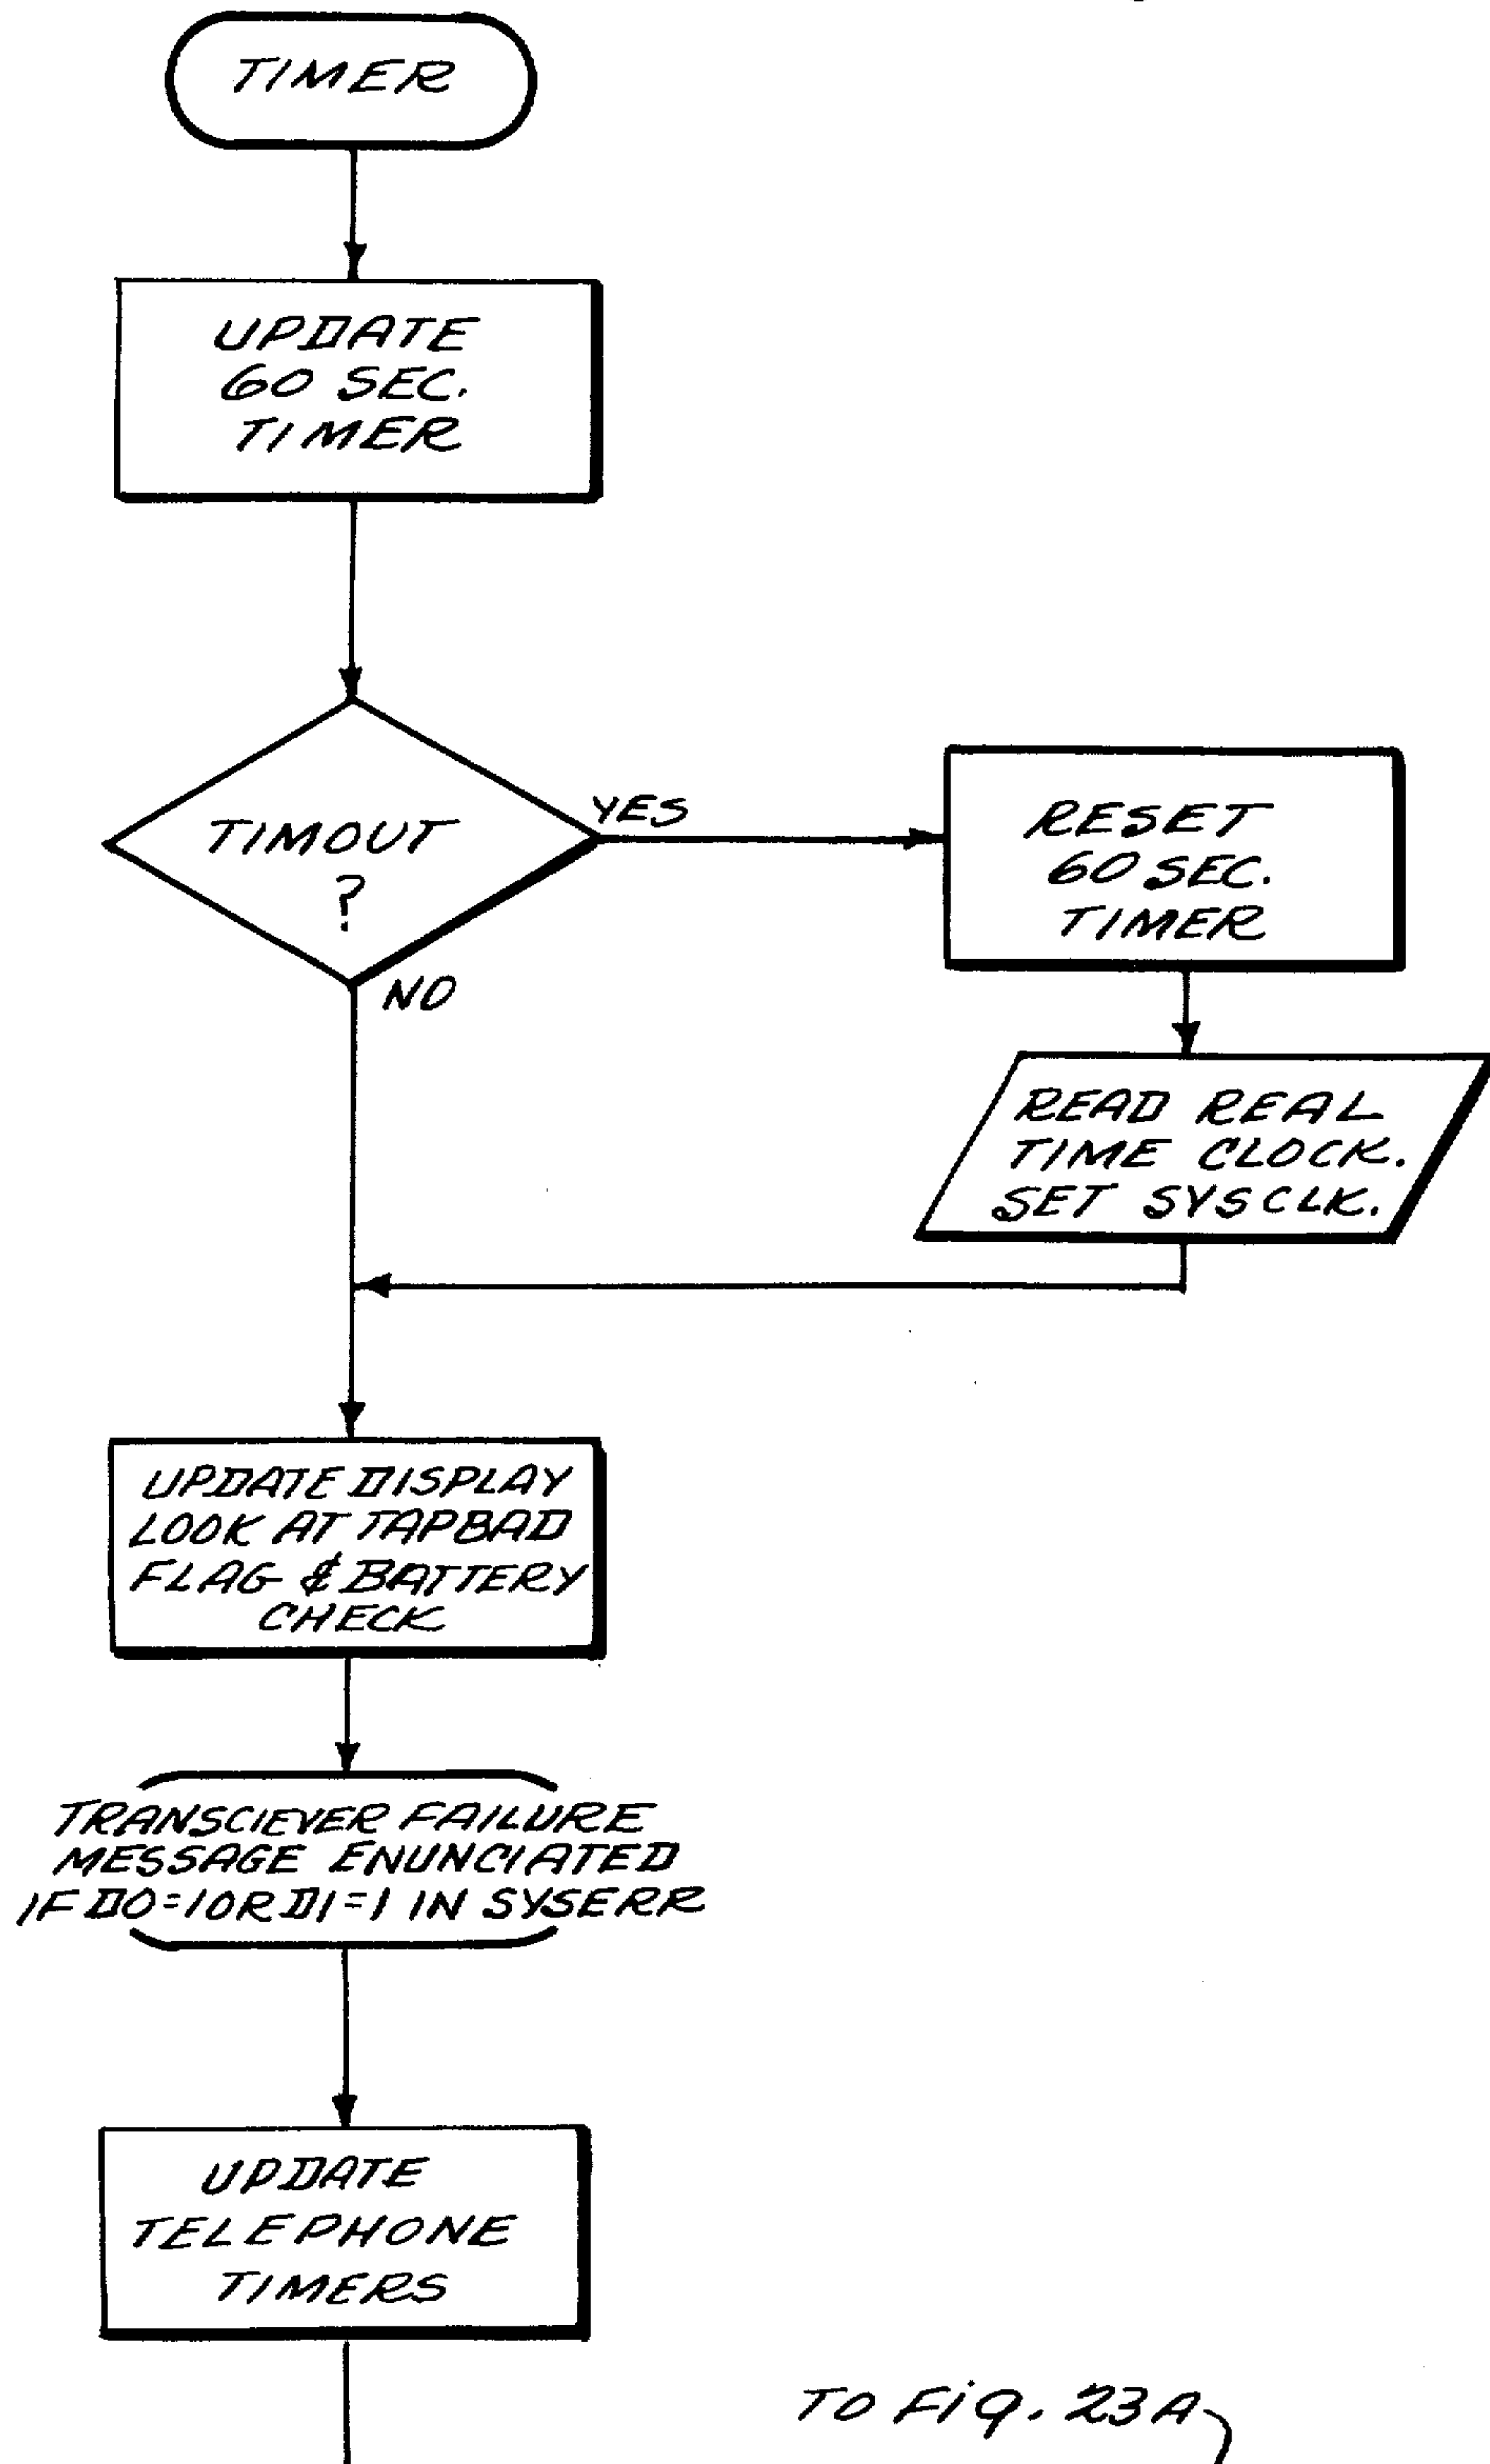 TIMER
UPDATE
60 SEC.
TIMER
TIMOUT
?
YES
NO
RESET
60 SEC.
TIMER
READ REAL
TIME CLOCK.
SET SYSCLK.
UPDATE DISPLAY
LOOK AT TAPBAD
FLAG & BATTERY
CHECK
TRANSCIEVER FAILURE
MESSAGE ENUNCIATED
IF D0=1 OR D1=1 IN SYSERR
UPDATE
TELEPHONE
TIMERS
TO FIG. 23A